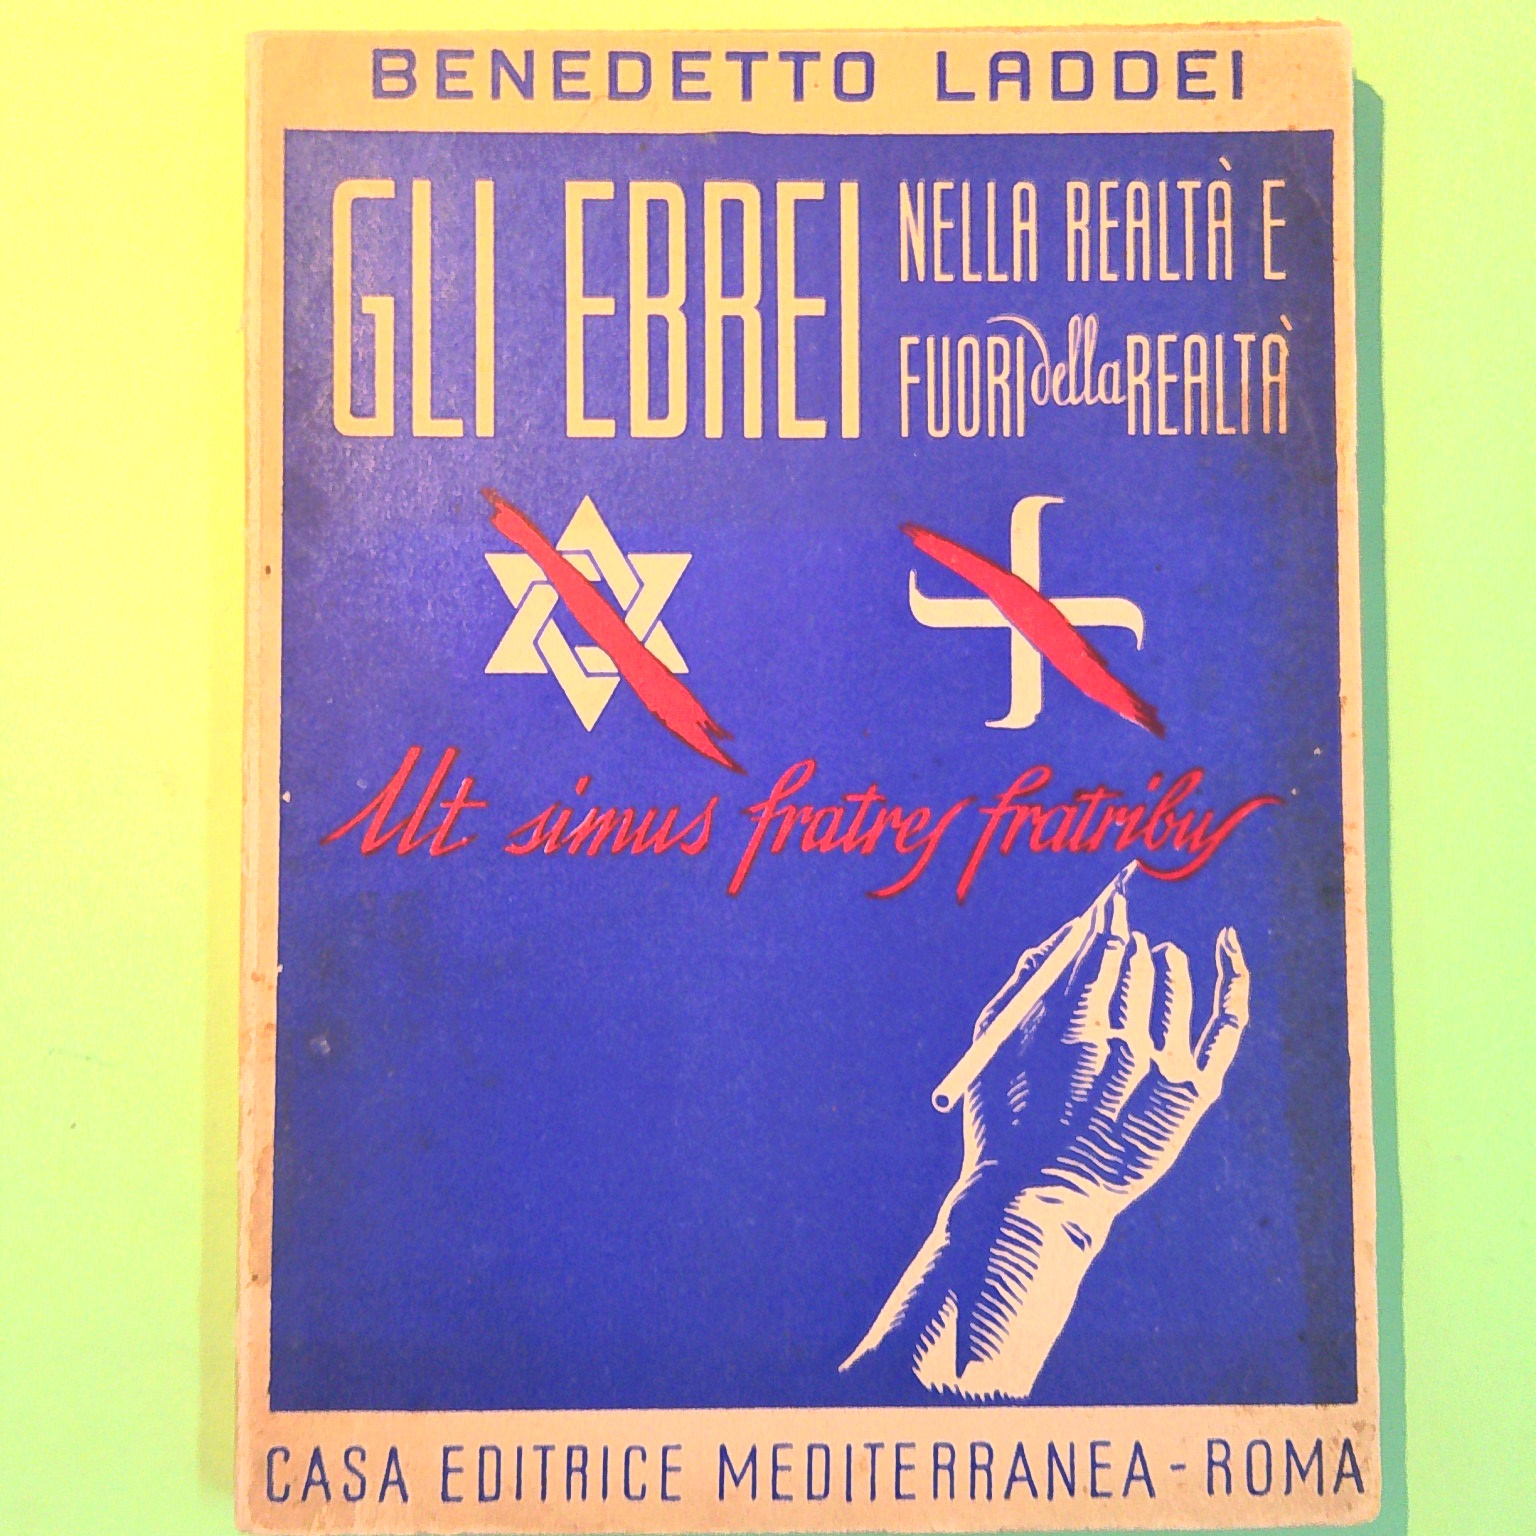 BENEDETTO LADDEI
GLI EBREI NELLA REALTÀ E
FUORI della REALTÀ
Ut simus fratres fratribus
CASA EDITRICE MEDITERRANEA - ROMA